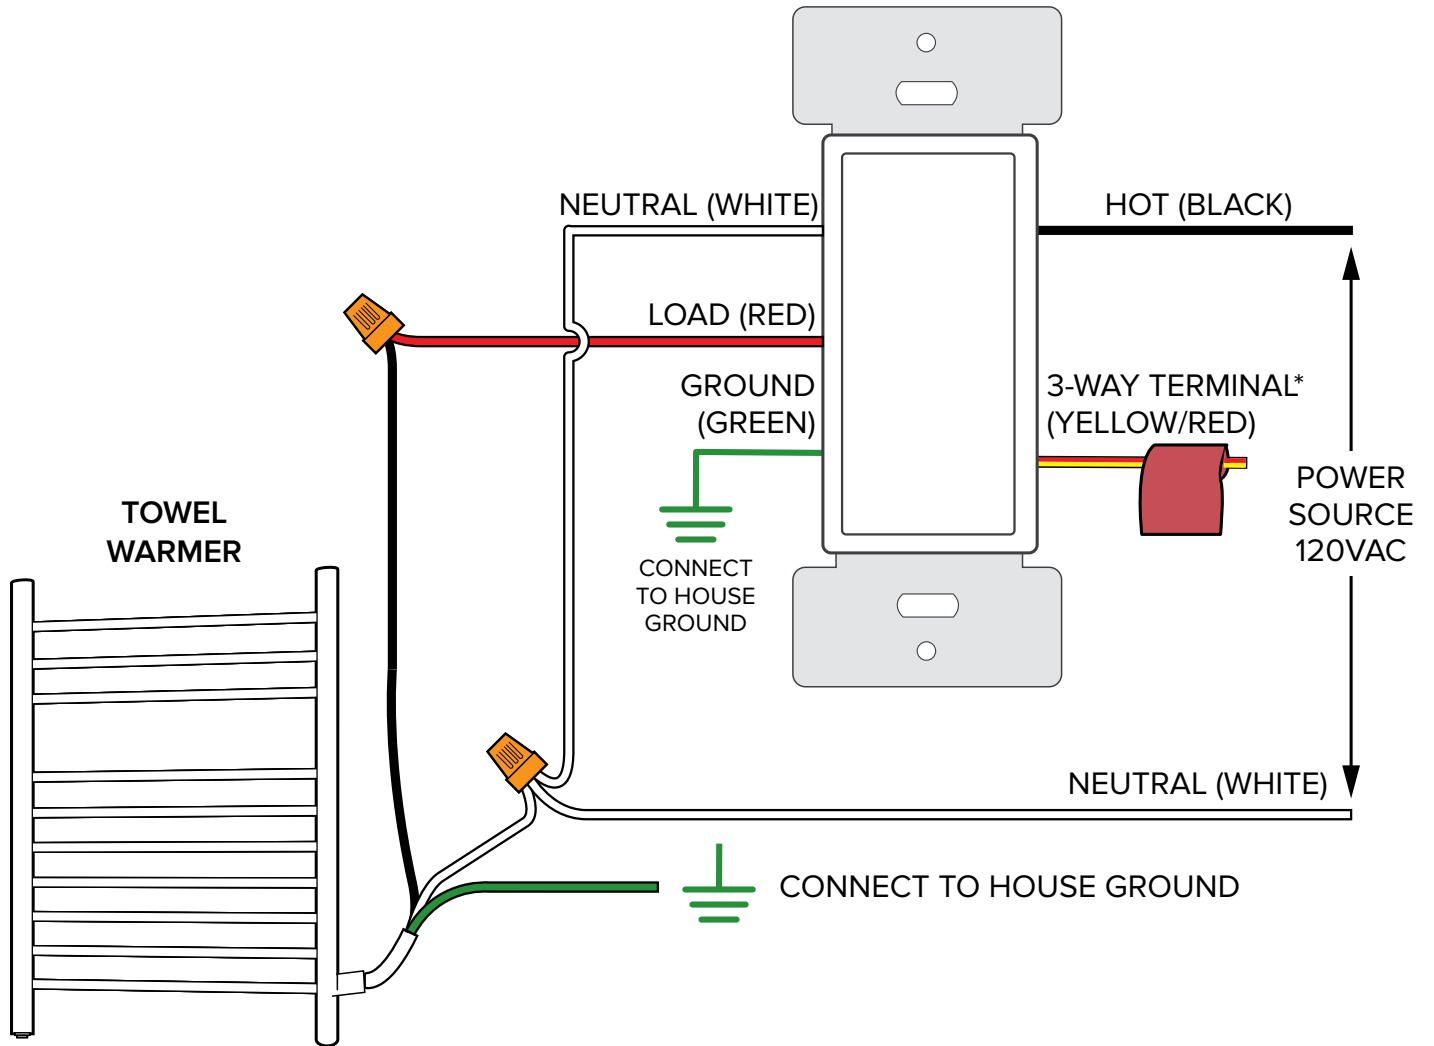 NEUTRAL (WHITE)
HOT (BLACK)
LOAD (RED)
GROUND
(GREEN)
3-WAY TERMINAL*
(YELLOW/RED)
POWER
SOURCE
120VAC
TOWEL
WARMER
CONNECT
TO HOUSE
GROUND
NEUTRAL (WHITE)
CONNECT TO HOUSE GROUND